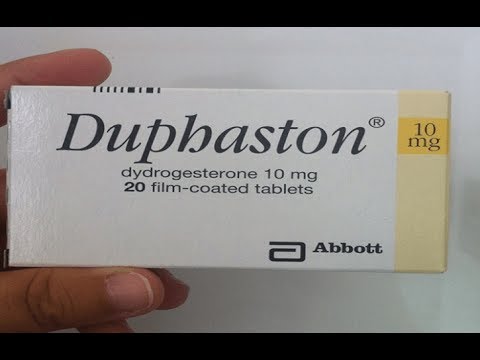 Duphaston®
dydrogesterone 10 mg
20 film-coated tablets
10
mg
Abbott